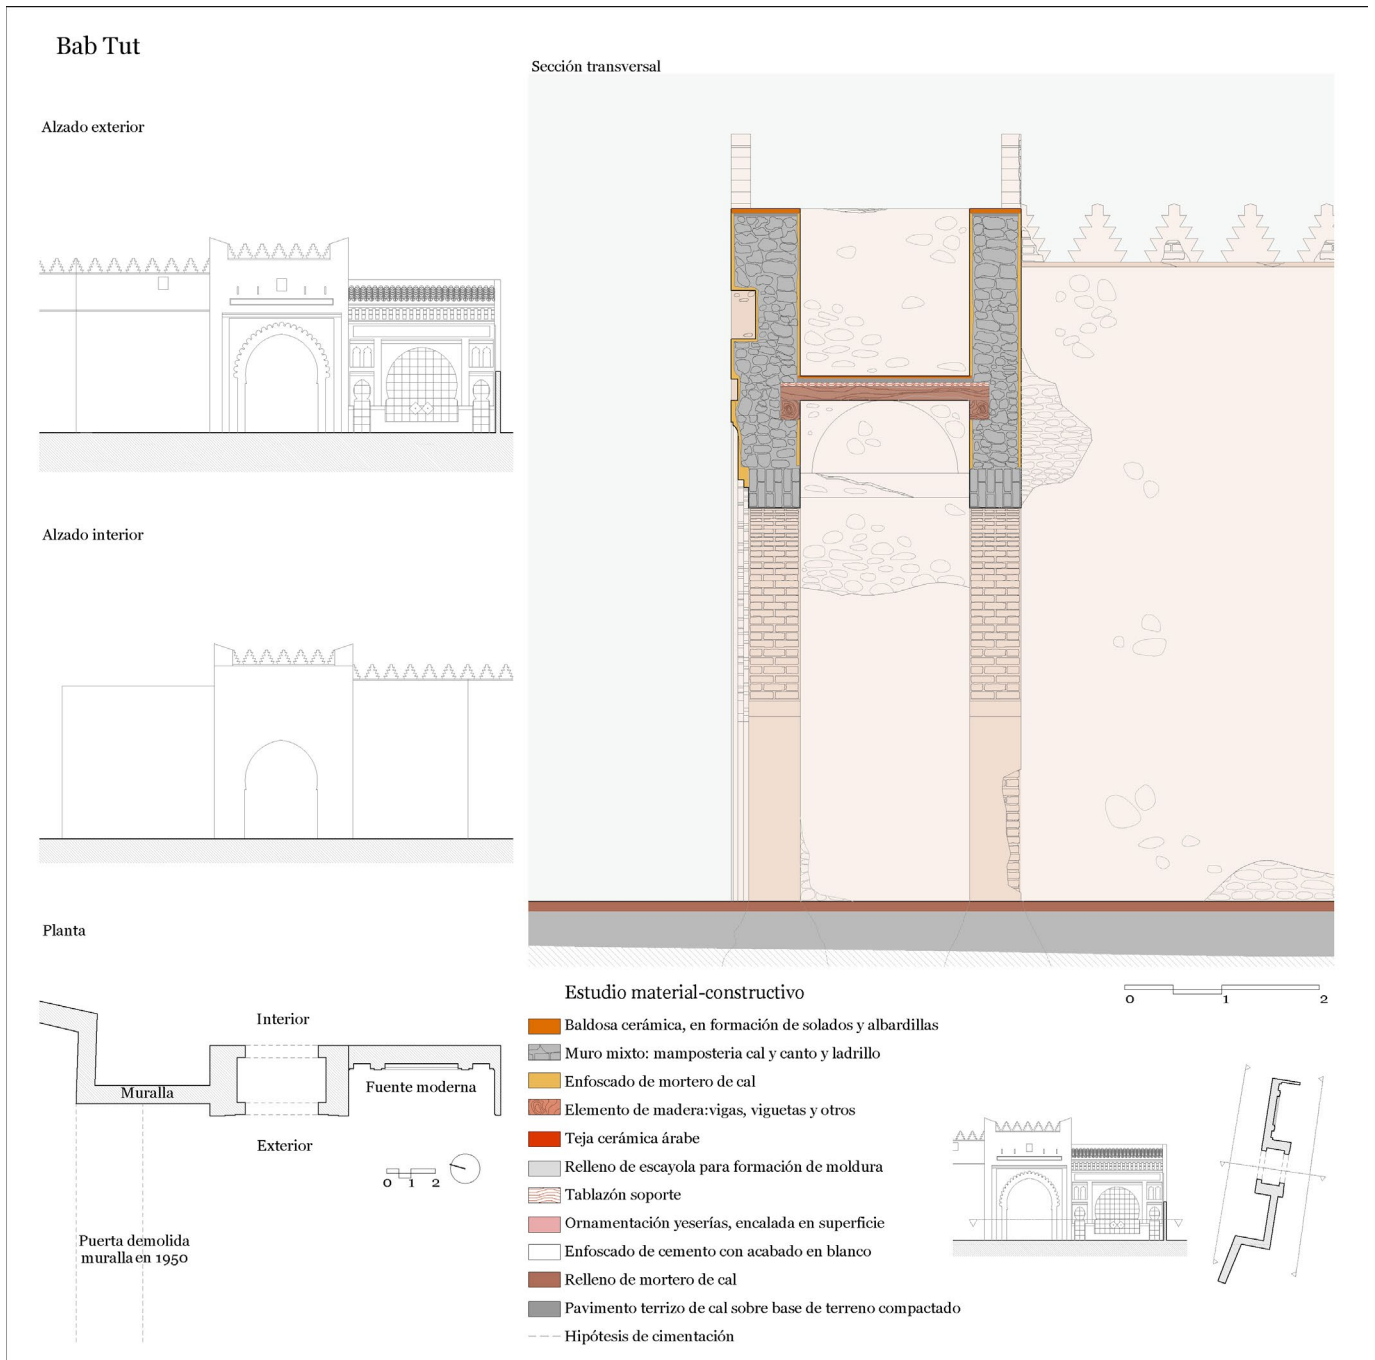 Bab Tut
Sección transversal
Alzado exterior
Alzado interior
Planta
Interior
Muralla
Fuente moderna
Exterior
0 1 2
Puerta demolida
muralla en 1950
Estudio material-constructivo
0 1 2
Baldosa cerámica, en formación de solados y albardillas
Muro mixto: mamposteria cal y canto y ladrillo
Enfoscado de mortero de cal
Elemento de madera:vigas, viguetas y otros
Teja cerámica árabe
Relleno de escayola para formación de moldura
Tablazón soporte
Ornamentación yeserías, encalada en superficie
Enfoscado de cemento con acabado en blanco
Relleno de mortero de cal
Pavimento terrizo de cal sobre base de terreno compactado
Hipótesis de cimentación